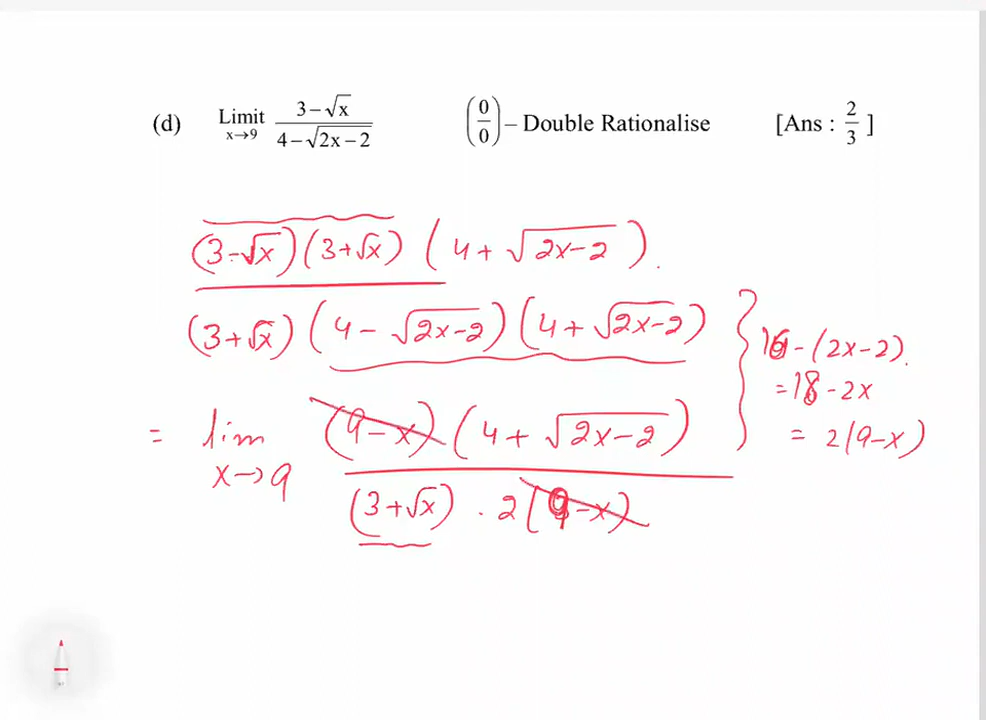 (d) Limit x→9 (3−√x)/(4−√(2x−2)) (0/0) – Double Rationalise [Ans : 2/3 ]
(3-√x)(3+√x) (4+√(2x-2)).
(3+√x) (4-√(2x-2)) (4+√(2x-2)) } 16-(2x-2).
=18-2x
= 2(9-x)
= lim x→9 (9-x)(4+√(2x-2))
(3+√x) . 2(9-x)